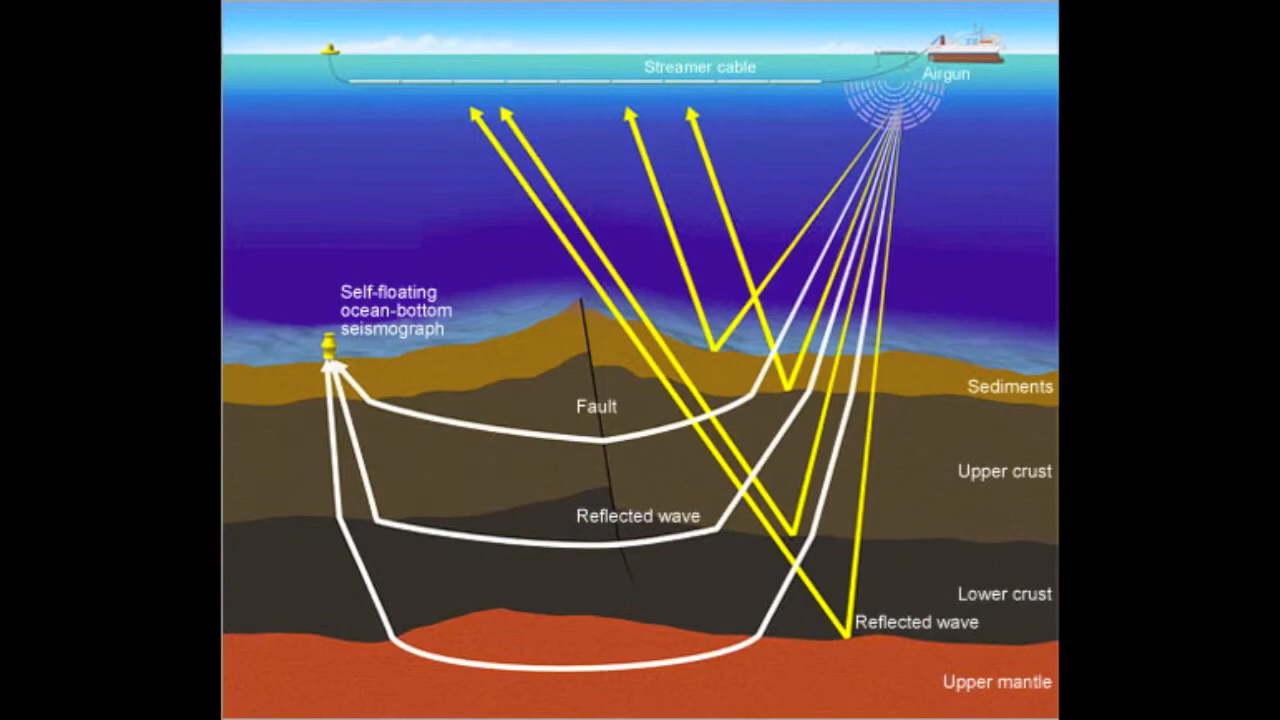 Streamer cable
Airgun
Self-floating
ocean-bottom
seismograph
Sediments
Fault
Upper crust
Reflected wave
Lower crust
Reflected wave
Upper mantle